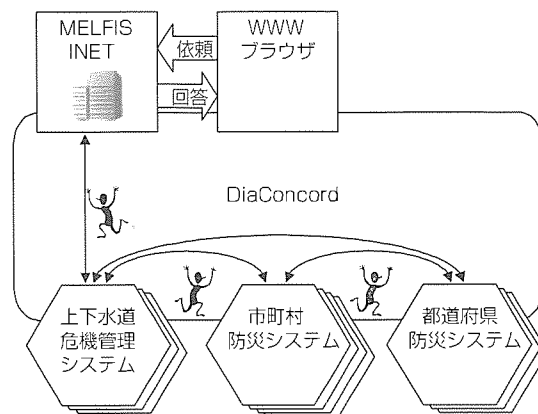 MELFIS
INET
WWW
ブラウザ
依頼
回答
DiaConcord
上下水道
危機管理
システム
市町村
防災システム
都道府県
防災システム